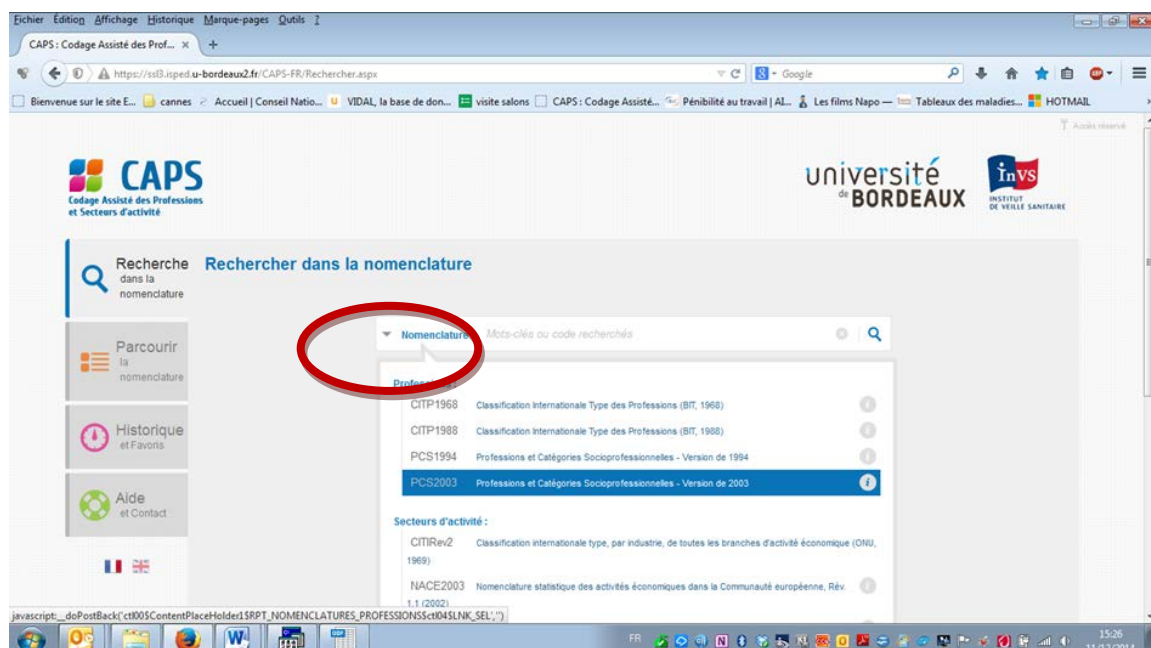 Fichier Édition Affichage Historique Marque-pages Outils ?
CAPS : Codage Assisté des Prof... × +
https://ssl3.isped.u-bordeaux2.fr/CAPS-FR/Rechercher.aspx Google
Bienvenue sur le site E... cannes Accueil | Conseil Natio... VIDAL, la base de don... visite salons CAPS : Codage Assisté... Pénibilité au travail | AL... Les films Napo — Tableaux des maladies... HOTMAIL
Accès réservé
CAPS
Codage Assisté des Professions
et Secteurs d'activité
université
de BORDEAUX
InVS
INSTITUT
DE VEILLE SANITAIRE
Recherche
dans la
nomenclature
Rechercher dans la nomenclature
Nomenclature Mots-clés ou code recherchés
Parcourir
la
nomenclature
Historique
et Favoris
Aide
et Contact
Professions :
CITP1968 Classification Internationale Type des Professions (BIT, 1968)
CITP1988 Classification Internationale Type des Professions (BIT, 1988)
PCS1994 Professions et Catégories Socioprofessionnelles - Version de 1994
PCS2003 Professions et Catégories Socioprofessionnelles - Version de 2003
Secteurs d'activité :
CITIRev2 Classification internationale type, par industrie, de toutes les branches d'activité économique (ONU,
1969)
NACE2003 Nomenclature statistique des activités économiques dans la Communauté européenne, Rév.
1.1 (2002)
javascript:__doPostBack('ctl00$ContentPlaceHolder1$RPT_NOMENCLATURES_PROFESSIONS$ctl04$LNK_SEL','')
FR
15:26
11/12/2014